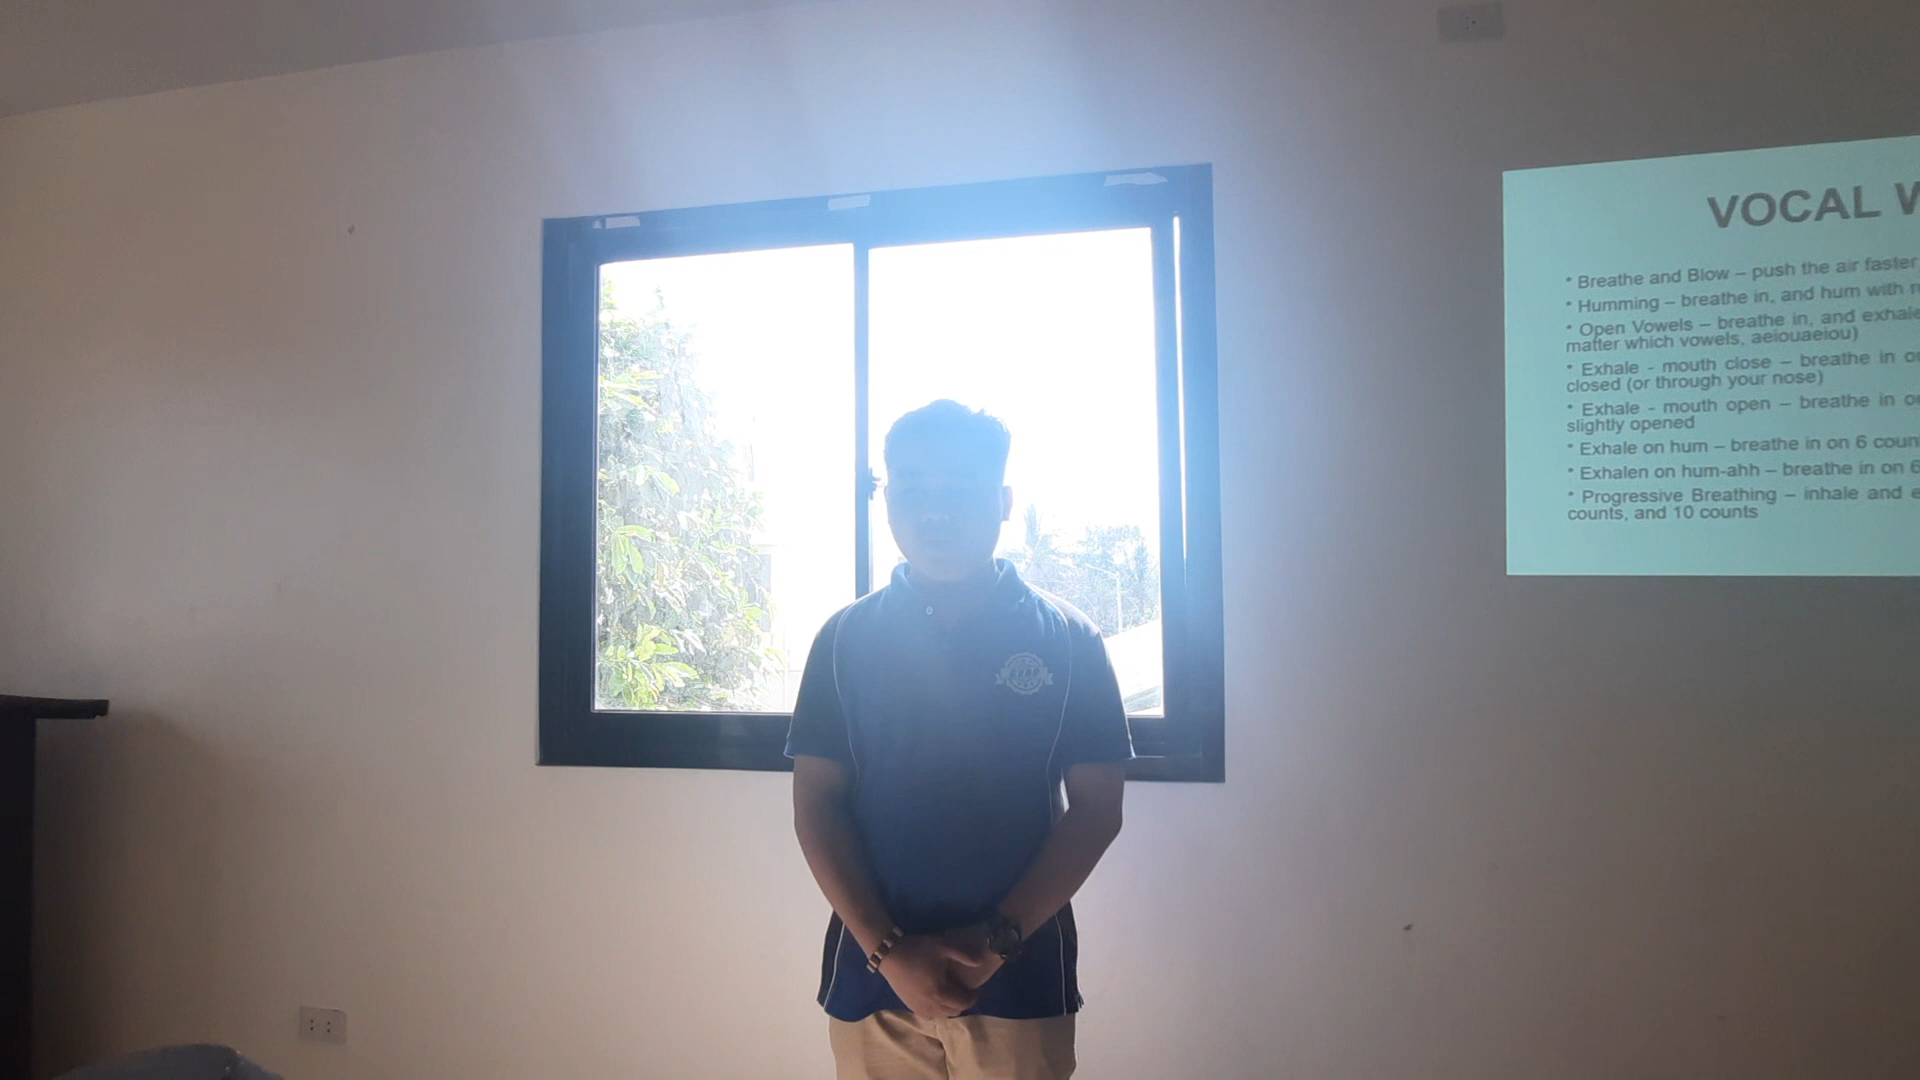 VOCAL
* Breathe and Blow – push the air faster
* Humming – breathe in, and hum with
* Open Vowels – breathe in, and exhale
matter which vowels, aeiouaeiou)
* Exhale - mouth close – breathe in
closed (or through your nose)
* Exhale - mouth open – breathe in
slightly opened
* Exhale on hum – breathe in on 6
* Exhalen on hum-ahh – breathe in on 6
* Progressive Breathing – inhale and
counts, and 10 counts